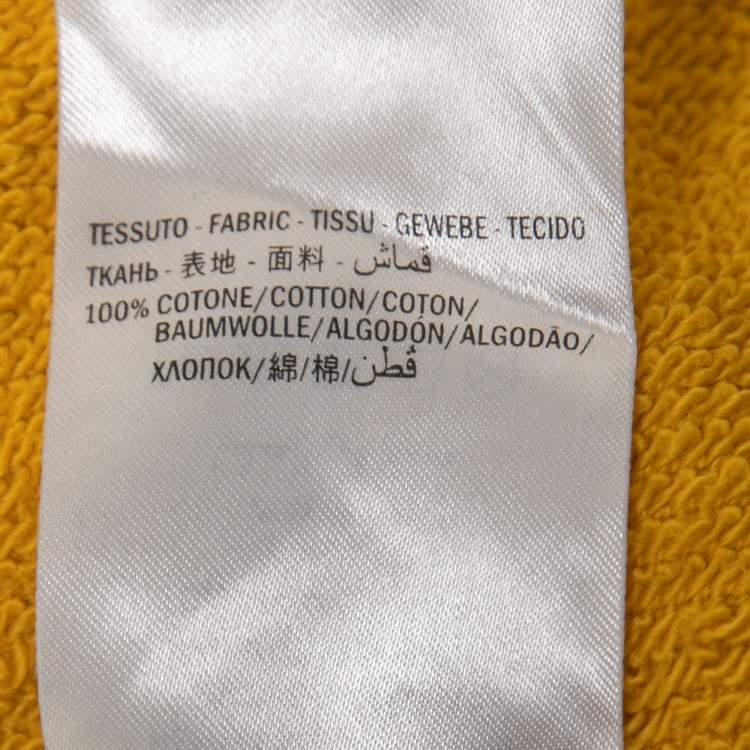 TESSUTO - FABRIC - TISSU - GEWEBE - TECIDO
ТКАНЬ - 表地 - 面料 - قماش
100% COTONE/COTTON/COTON/
BAUMWOLLE/ALGODÓN/ALGODÃO/
ХЛОПОК/綿/棉/قطن